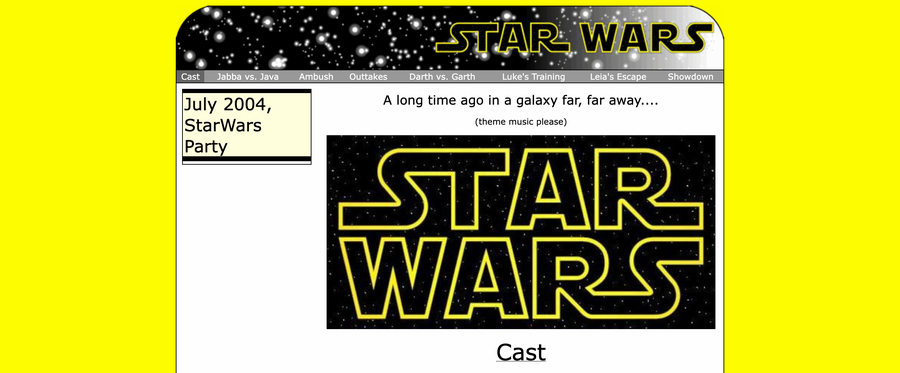 STAR WARS
Cast Jabba vs. Java Ambush Outtakes Darth vs. Garth Luke's Training Leia's Escape Showdown
July 2004,
StarWars
Party
A long time ago in a galaxy far, far away....
(theme music please)
STAR
WARS
Cast